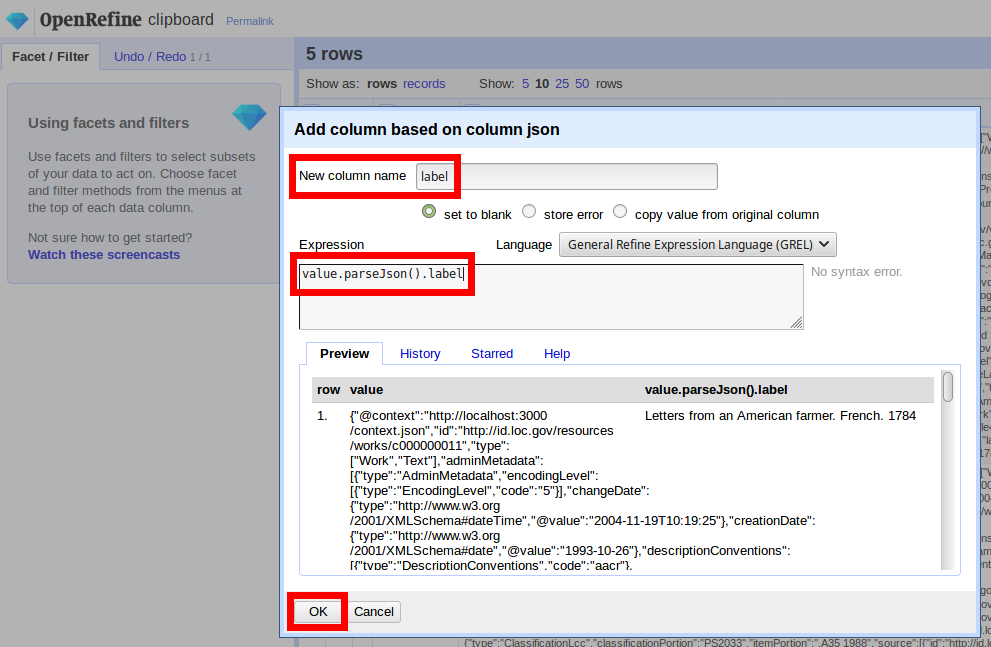 OpenRefine clipboard Permalink
Facet / Filter Undo / Redo 1 / 1
5 rows
Show as: rows records Show: 5 10 25 50 rows
Using facets and filters
Use facets and filters to select subsets
of your data to act on. Choose facet
and filter methods from the menus at
the top of each data column.
Not sure how to get started?
Watch these screencasts
Add column based on column json
New column name label
set to blank store error copy value from original column
Expression Language General Refine Expression Language (GREL)
value.parseJson().label
No syntax error.
Preview History Starred Help
row value value.parseJson().label
1. {"@context":"http://localhost:3000 Letters from an American farmer. French. 1784
/context.json","id":"http://id.loc.gov/resources
/works/c000000011","type":
["Work","Text"],"adminMetadata":
[{"type":"AdminMetadata","encodingLevel":
[{"type":"EncodingLevel","code":"5"}],"changeDate":
{"type":"http://www.w3.org
/2001/XMLSchema#dateTime","@value":"2004-11-19T10:19:25"},"creationDate":
{"type":"http://www.w3.org
/2001/XMLSchema#date","@value":"1993-10-26"},"descriptionConventions":
[{"type":"DescriptionConventions","code":"aacr"},
OK Cancel
{"type":"ClassificationLcc","classificationPortion":"PS2033","itemPortion":".A35 1988","source":[{"id":"http://id.lo